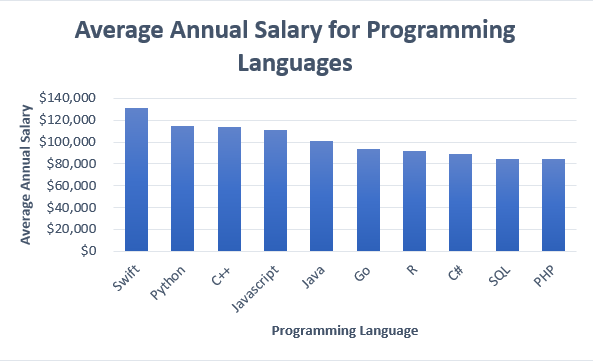 Average Annual Salary for Programming
Languages
Average Annual Salary
$140,000
$120,000
$100,000
$80,000
$60,000
$40,000
$20,000
$0
Swift
Python
C++
Javascript
Java
Go
R
C#
SQL
PHP
Programming Language